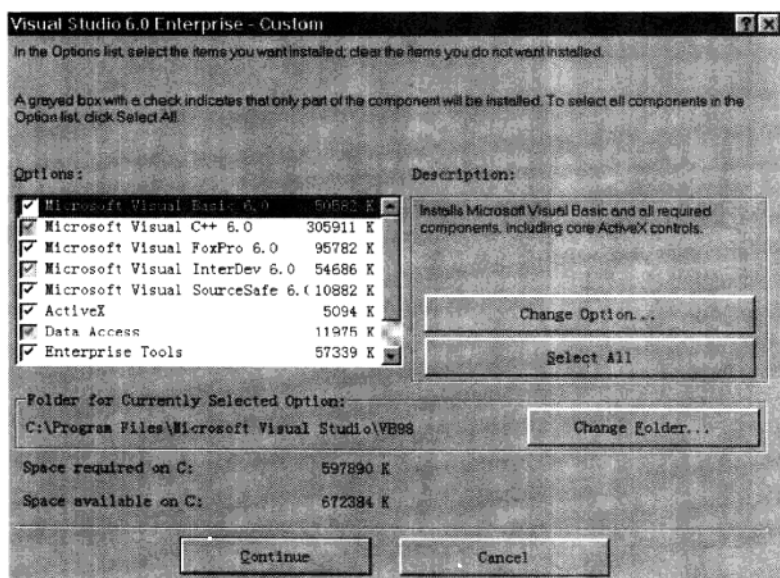 Visual Studio 6.0 Enterprise - Custom
In the Options list, select the items you want installed; clear the items you do not want installed.
A grayed box with a check indicates that only part of the component will be installed. To select all components in the
Option list, click Select All.
Options:
Description:
Microsoft Visual Basic 6.0 50582 K
Microsoft Visual C++ 6.0 305911 K
Microsoft Visual FoxPro 6.0 95782 K
Microsoft Visual InterDev 6.0 54686 K
Microsoft Visual SourceSafe 6.( 10882 K
ActiveX 5094 K
Data Access 11975 K
Enterprise Tools 57339 K
Installs Microsoft Visual Basic and all required
components, including core ActiveX controls.
Change Option...
Select All
Folder for Currently Selected Option:
C:\Program Files\Microsoft Visual Studio\VB98
Change Folder...
Space required on C: 597890 K
Space available on C: 672384 K
Continue
Cancel